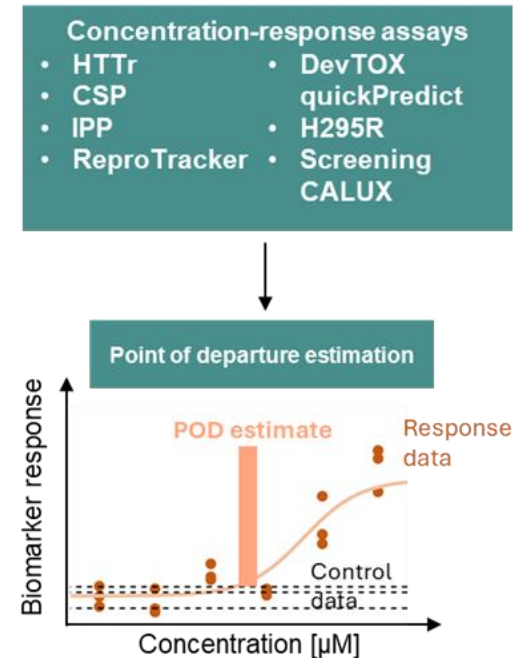 Concentration-response assays
• HTTr
• CSP
• IPP
• ReproTracker
• DevTOX
quickPredict
• H295R
• Screening
CALUX
Point of departure estimation
Biomarker response
POD estimate
Response
data
Control
data
Concentration [µM]